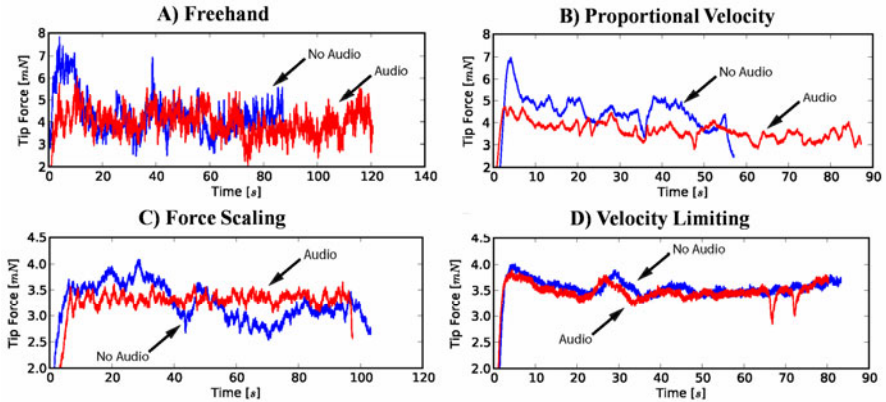 A) Freehand
8
7
6
5
4
3
2
Tip Force [mN]
No Audio
Audio
0 20 40 60 80 100 120 140
Time [s]
B) Proportional Velocity
8
7
6
5
4
3
2
Tip Force [mN]
No Audio
Audio
0 10 20 30 40 50 60 70 80 90
Time [s]
C) Force Scaling
4.5
4.0
3.5
3.0
2.5
2.0
Tip Force [mN]
Audio
No Audio
0 20 40 60 80 100 120
Time [s]
D) Velocity Limiting
4.5
4.0
3.5
3.0
2.5
2.0
Tip Force [mN]
No Audio
Audio
0 10 20 30 40 50 60 70 80 90
Time [s]